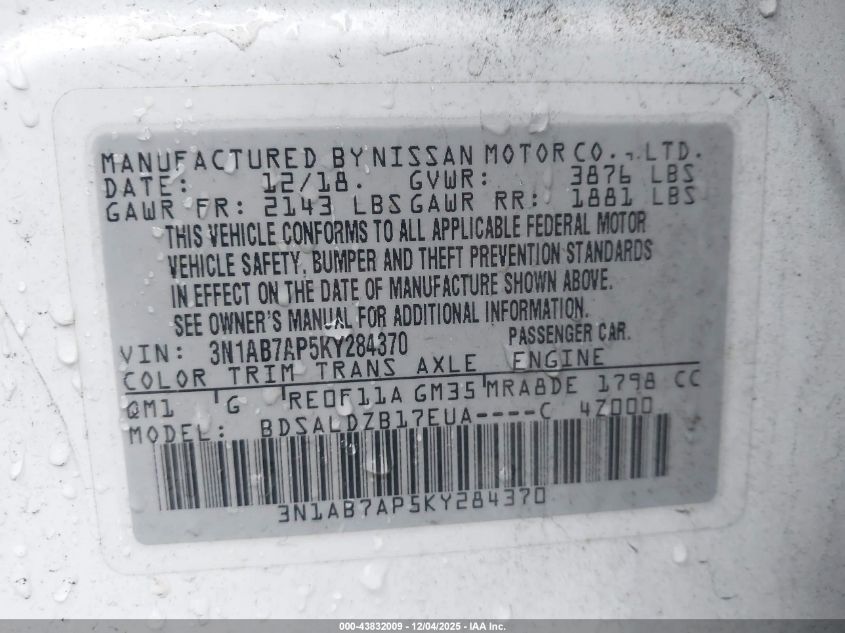 MANUFACTURED BY NISSAN MOTOR CO., LTD.
DATE: 12/18. GVWR: 3876 LBS
GAWR FR: 2143 LBS GAWR RR: 1881 LBS
THIS VEHICLE CONFORMS TO ALL APPLICABLE FEDERAL MOTOR
VEHICLE SAFETY, BUMPER AND THEFT PREVENTION STANDARDS
IN EFFECT ON THE DATE OF MANUFACTURE SHOWN ABOVE.
SEE OWNER'S MANUAL FOR ADDITIONAL INFORMATION.
VIN: 3N1AB7AP5KY284370 PASSENGER CAR.
COLOR TRIM TRANS AXLE ENGINE
QM1 G RE0F11A GM35 MRA8DE 1798 CC
MODEL: BDSALDZB17EUA----C 4Z000
3N1AB7AP5KY284370
000-43832009 - 12/04/2025 - IAA Inc.